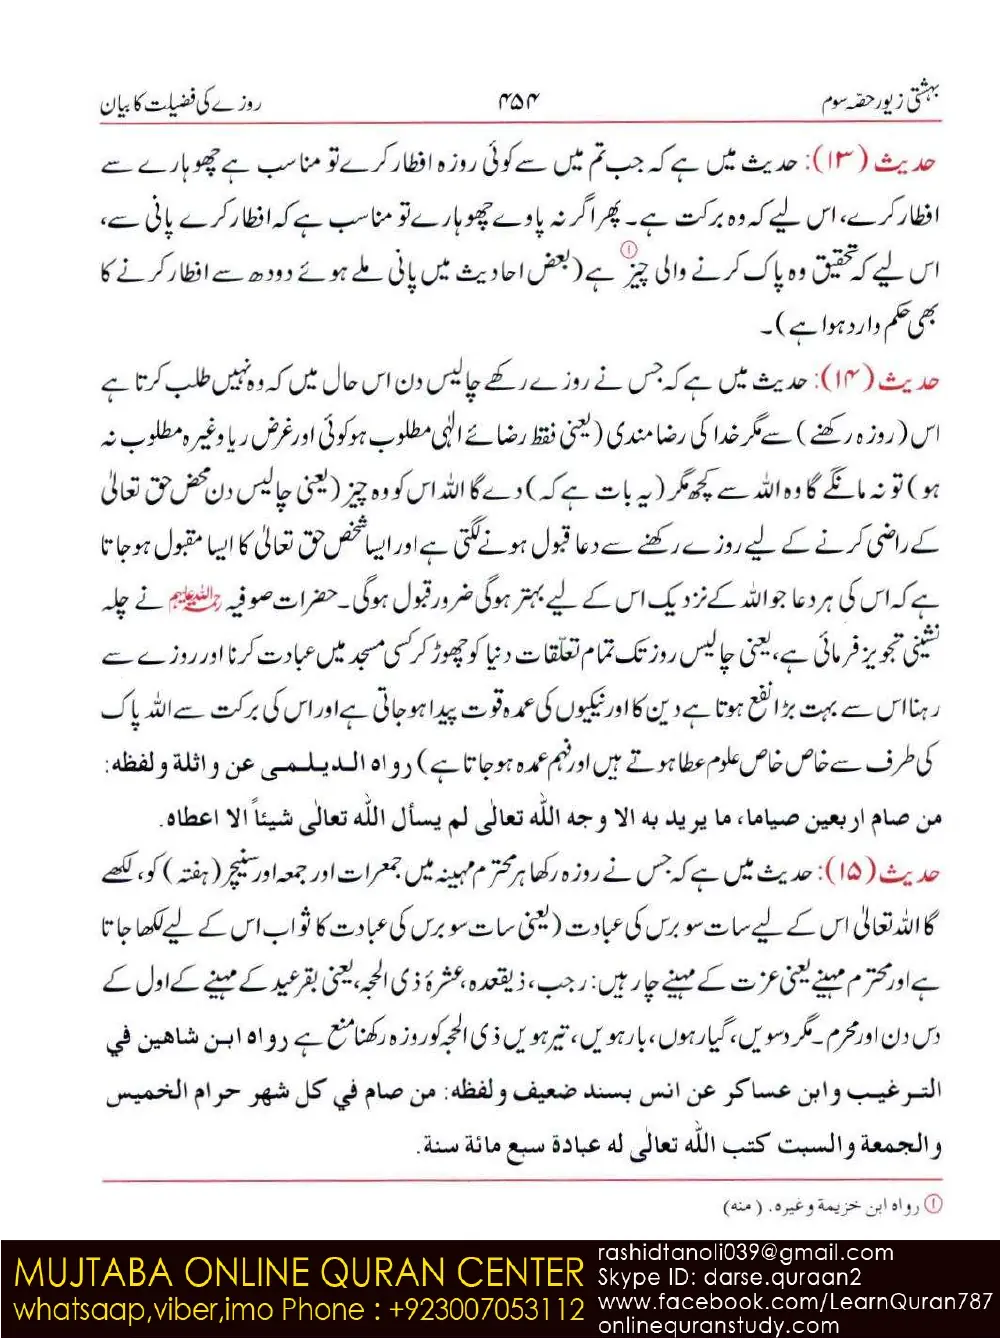 بہشتی زیور حصّہ سوم ۴۵۴ روزے کی فضیلت کا بیان
حدیث (۱۳): حدیث میں ہے کہ جب تم میں سے کوئی روزہ افطار کرے تو مناسب ہے چھوہارے سے
افطار کرے، اس لیے کہ وہ برکت ہے۔ پھر اگر نہ پاوے چھوہارے تو مناسب ہے کہ افطار کرے پانی سے،
اس لیے کہ تحقیق وہ پاک کرنے والی چیز ① ہے (بعض احادیث میں پانی ملے ہوئے دودھ سے افطار کرنے کا
بھی حکم وارد ہوا ہے)۔
حدیث (۱۴): حدیث میں ہے کہ جس نے روزے رکھے چالیس دن اس حال میں کہ وہ نہیں طلب کرتا ہے
اس (روزہ رکھنے) سے مگر خدا کی رضا مندی (یعنی فقط رضائے الٰہی مطلوب ہو کوئی اور غرض ریا وغیرہ مطلوب نہ
ہو) تو نہ مانگے گا وہ اللہ سے کچھ مگر (یہ بات ہے کہ) دے گا اللہ اس کو وہ چیز (یعنی چالیس دن محض حق تعالیٰ
کے راضی کرنے کے لیے روزے رکھنے سے دعا قبول ہونے لگتی ہے اور ایسا شخص حق تعالیٰ کا ایسا مقبول ہو جاتا
ہے کہ اس کی ہر دعا جو اللہ کے نزدیک اس کے لیے بہتر ہوگی ضرور قبول ہوگی۔ حضرات صوفیہ رحمۃ اللہ علیہم نے چلہ
نشینی تجویز فرمائی ہے، یعنی چالیس روز تک تمام تعلّقات دنیا کو چھوڑ کر کسی مسجد میں عبادت کرنا اور روزے سے
رہنا اس سے بہت بڑا نفع ہوتا ہے دین کا اور نیکیوں کی عمدہ قوت پیدا ہو جاتی ہے اور اس کی برکت سے اللہ پاک
کی طرف سے خاص خاص علوم عطا ہوتے ہیں اور فہم عمدہ ہو جاتا ہے) رواه الديلمى عن واثلة ولفظه:
من صام اربعين صياما، ما يريد به الا وجه اللّٰه تعالٰى لم يسأل اللّٰه تعالٰى شيئاً الا اعطاه.
حدیث (۱۵): حدیث میں ہے کہ جس نے روزہ رکھا ہر محترم مہینہ میں جمعرات اور جمعہ اور سنیچر (ہفتہ) کو، لکھے
گا اللہ تعالیٰ اس کے لیے سات سو برس کی عبادت (یعنی سات سو برس کی عبادت کا ثواب اس کے لیے لکھا جاتا
ہے اور محترم مہینے یعنی عزت کے مہینے چار ہیں: رجب، ذیقعدہ، عشرۂ ذی الحجہ، یعنی بقر عید کے مہینے کے اول کے
دس دن اور محرم۔ مگر دسویں، گیارہوں، بارہویں، تیرہویں ذی الحجہ کو روزہ رکھنا منع ہے رواه ابن شاهين في
الترغيب وابن عساكر عن انس بسند ضعيف ولفظه: من صام في كل شهر حرام الخميس
والجمعة والسبت كتب اللّٰه تعالٰى له عبادة سبع مائة سنة.
① رواه ابن خزيمة وغيره. (منه)
MUJTABA ONLINE QURAN CENTER
whatsaap,viber,imo Phone : +923007053112
rashidtanoli039@gmail.com
Skype ID: darse.quraan2
www.facebook.com/LearnQuran787
onlinequranstudy.com